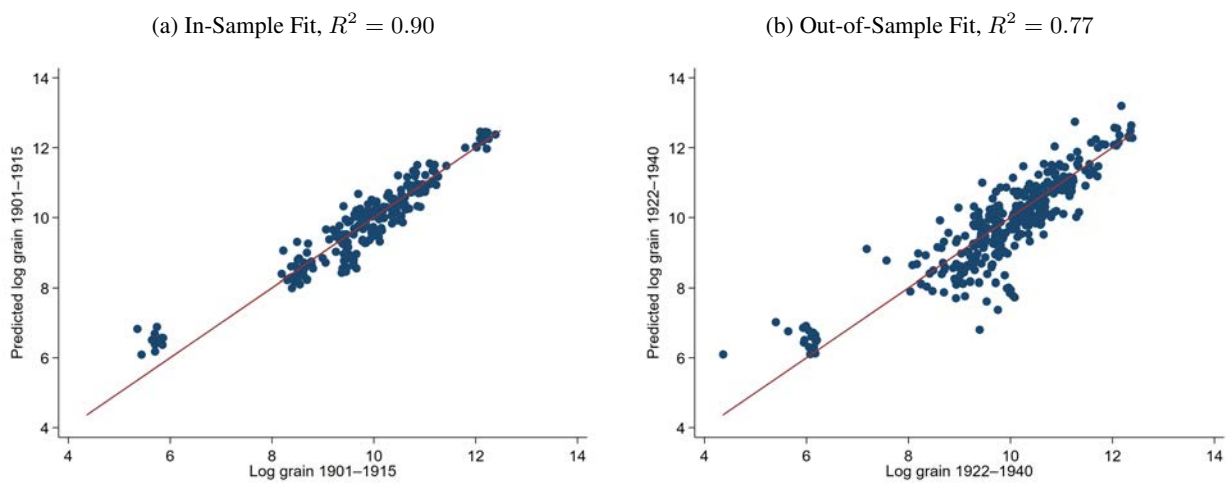 (a) In-Sample Fit, R² = 0.90
14
12
10
8
6
4
Predicted log grain 1901–1915
4 6 8 10 12 14
Log grain 1901–1915
(b) Out-of-Sample Fit, R² = 0.77
14
12
10
8
6
4
Predicted log grain 1922–1940
4 6 8 10 12 14
Log grain 1922–1940